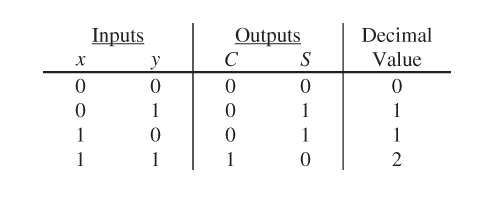 Inputs Outputs Decimal
x y C S Value
0 0 0 0 0
0 1 0 1 1
1 0 0 1 1
1 1 1 0 2